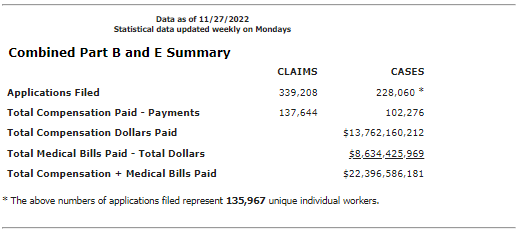 Data as of 11/27/2022
Statistical data updated weekly on Mondays
Combined Part B and E Summary
CLAIMS CASES
Applications Filed 339,208 228,060 *
Total Compensation Paid - Payments 137,644 102,276
Total Compensation Dollars Paid $13,762,160,212
Total Medical Bills Paid - Total Dollars $8,634,425,969
Total Compensation + Medical Bills Paid $22,396,586,181
* The above numbers of applications filed represent 135,967 unique individual workers.